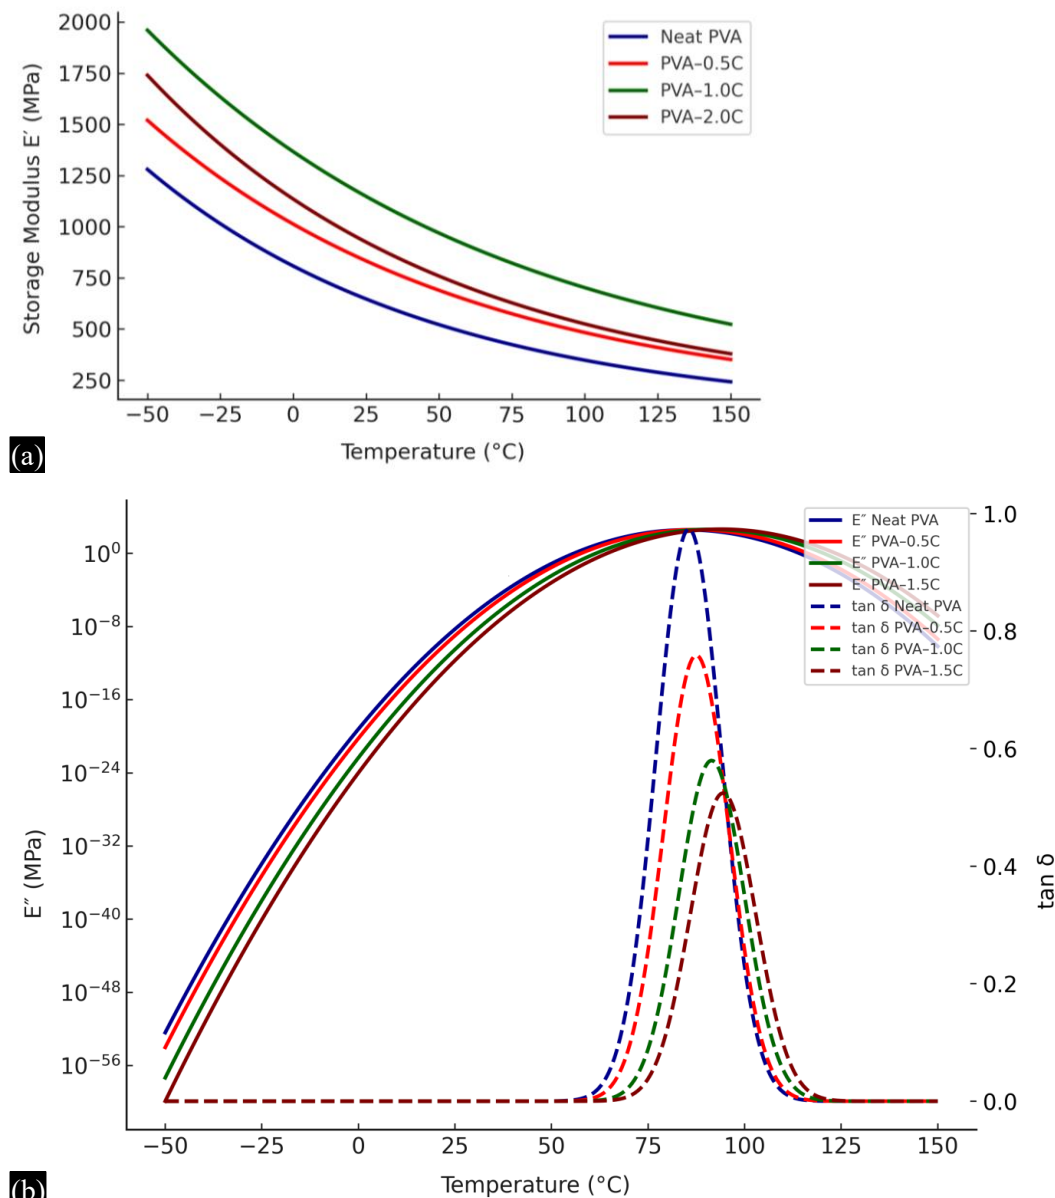 2000
1750
1500
1250
1000
750
500
250
Storage Modulus E′ (MPa)
Neat PVA
PVA–0.5C
PVA–1.0C
PVA–2.0C
−50 −25 0 25 50 75 100 125 150
Temperature (°C)
(a)
10⁰
10⁻⁸
10⁻¹⁶
10⁻²⁴
10⁻³²
10⁻⁴⁰
10⁻⁴⁸
10⁻⁵⁶
E″ (MPa)
E″ Neat PVA
E″ PVA–0.5C
E″ PVA–1.0C
E″ PVA–1.5C
tan δ Neat PVA
tan δ PVA–0.5C
tan δ PVA–1.0C
tan δ PVA–1.5C
1.0
0.8
0.6
0.4
0.2
0.0
tan δ
−50 −25 0 25 50 75 100 125 150
Temperature (°C)
(b)